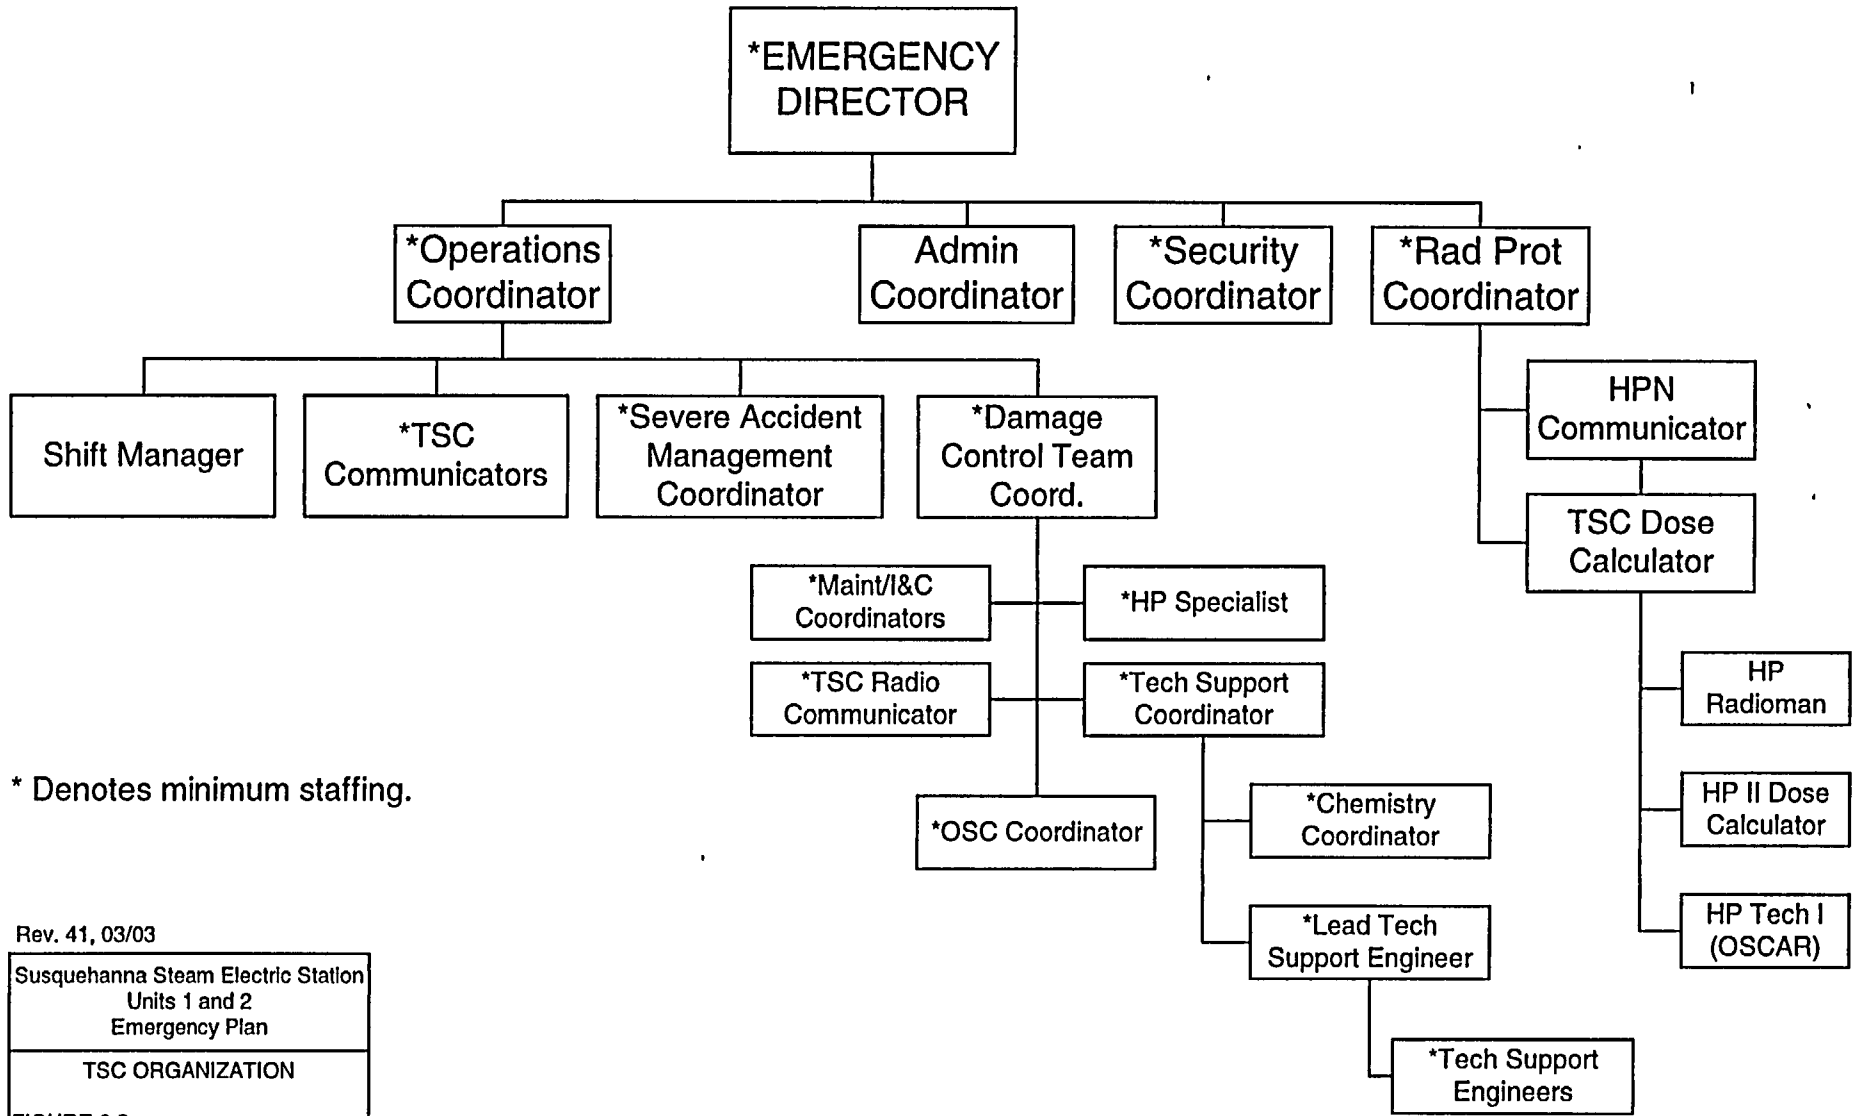 *EMERGENCY
DIRECTOR
*Operations
Coordinator
Admin
Coordinator
*Security
Coordinator
*Rad Prot
Coordinator
Shift Manager
*TSC
Communicators
*Severe Accident
Management
Coordinator
*Damage
Control Team
Coord.
HPN
Communicator
TSC Dose
Calculator
*Maint/I&C
Coordinators
*HP Specialist
*TSC Radio
Communicator
*Tech Support
Coordinator
HP
Radioman
*OSC Coordinator
*Chemistry
Coordinator
HP II Dose
Calculator
*Lead Tech
Support Engineer
HP Tech I
(OSCAR)
*Tech Support
Engineers
* Denotes minimum staffing.
Rev. 41, 03/03
Susquehanna Steam Electric Station
Units 1 and 2
Emergency Plan
TSC ORGANIZATION